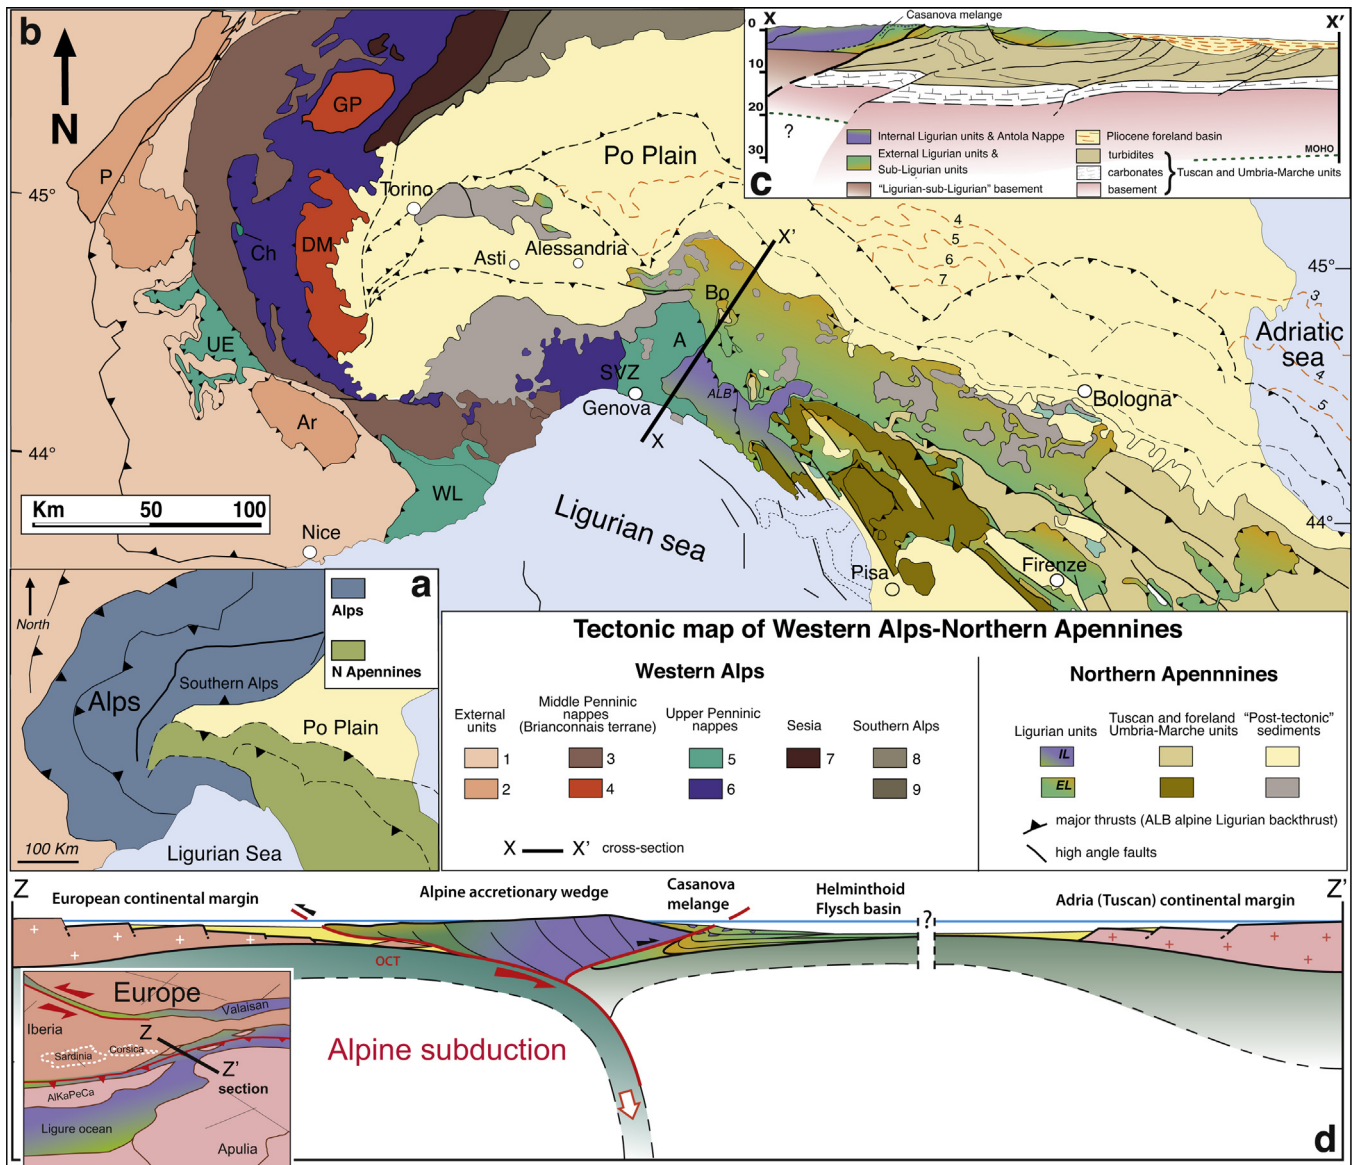 b
N
GP
P
Po Plain
Torino
45°
Ch
DM
Asti
Alessandria
X'
Bo
UE
A
SVZ
Genova
ALB
Ar
X
44°
WL
Km 50 100
Nice
Ligurian sea
Pisa
Firenze
Bologna
Adriatic
sea
45°
44°
4
5
6
7
3
4
5
X
Casanova melange
X'
0
10
20
30
?
MOHO
c
Internal Ligurian units & Antola Nappe
External Ligurian units &
Sub-Ligurian units
“Ligurian-sub-Ligurian” basement
Pliocene foreland basin
turbidites
carbonates
basement
Tuscan and Umbria-Marche units
a
North
Alps
N Apennines
Alps
Southern Alps
Po Plain
Ligurian Sea
100 Km
Tectonic map of Western Alps-Northern Apennines
Western Alps
External
units
Middle Penninic
nappes
(Brianconnais terrane)
Upper Penninic
nappes
Sesia
Southern Alps
1
2
3
4
5
6
7
8
9
X X' cross-section
Northern Apennnines
Ligurian units
Tuscan and foreland
Umbria-Marche units
“Post-tectonic”
sediments
IL
EL
major thrusts (ALB alpine Ligurian backthrust)
high angle faults
Z
European continental margin
Alpine accretionary wedge
Casanova
melange
Helminthoid
Flysch basin
?
Adria (Tuscan) continental margin
Z'
OCT
Alpine subduction
d
Europe
Valaisan
Iberia
Z
Sardinia
Corsica
Z'
section
AlKaPeCa
Ligure ocean
Apulia